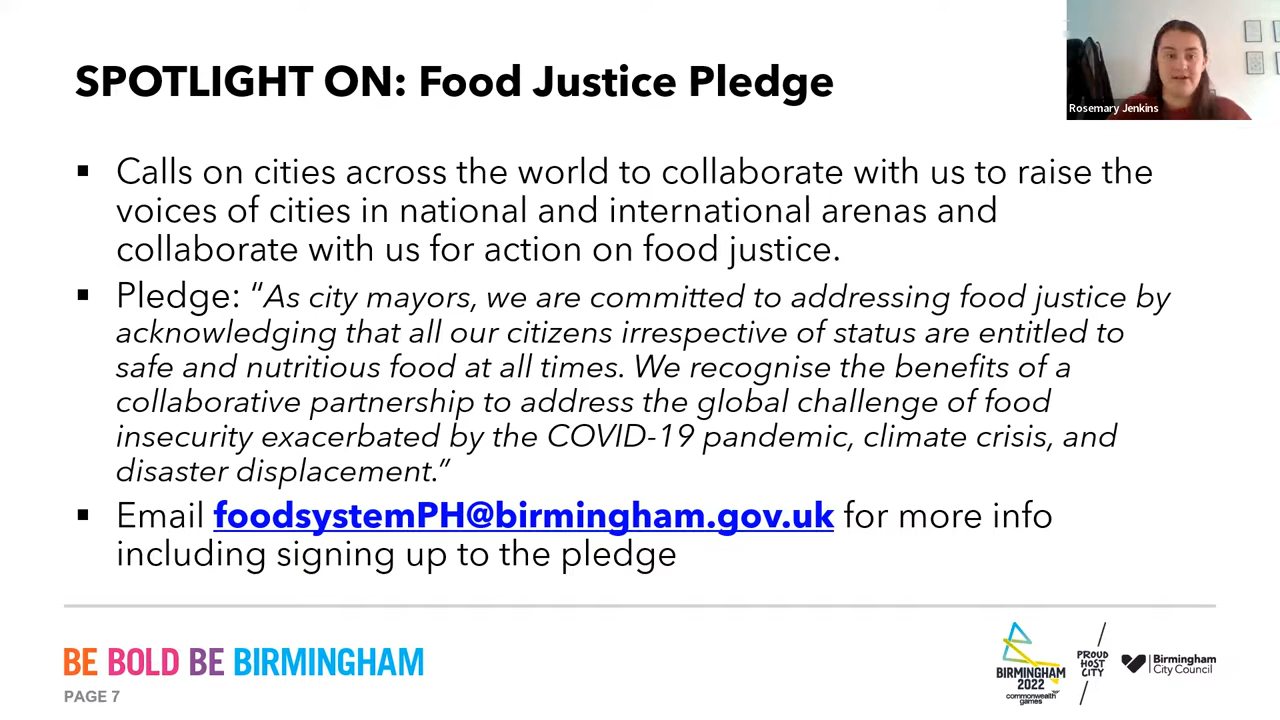 SPOTLIGHT ON: Food Justice Pledge
Rosemary Jenkins
▪ Calls on cities across the world to collaborate with us to raise the
voices of cities in national and international arenas and
collaborate with us for action on food justice.
▪ Pledge: “As city mayors, we are committed to addressing food justice by
acknowledging that all our citizens irrespective of status are entitled to
safe and nutritious food at all times. We recognise the benefits of a
collaborative partnership to address the global challenge of food
insecurity exacerbated by the COVID-19 pandemic, climate crisis, and
disaster displacement.”
▪ Email foodsystemPH@birmingham.gov.uk for more info
including signing up to the pledge
BE BOLD BE BIRMINGHAM
PAGE 7
BIRMINGHAM
2022
commonwealth
games
PROUD
HOST
CITY
Birmingham
City Council